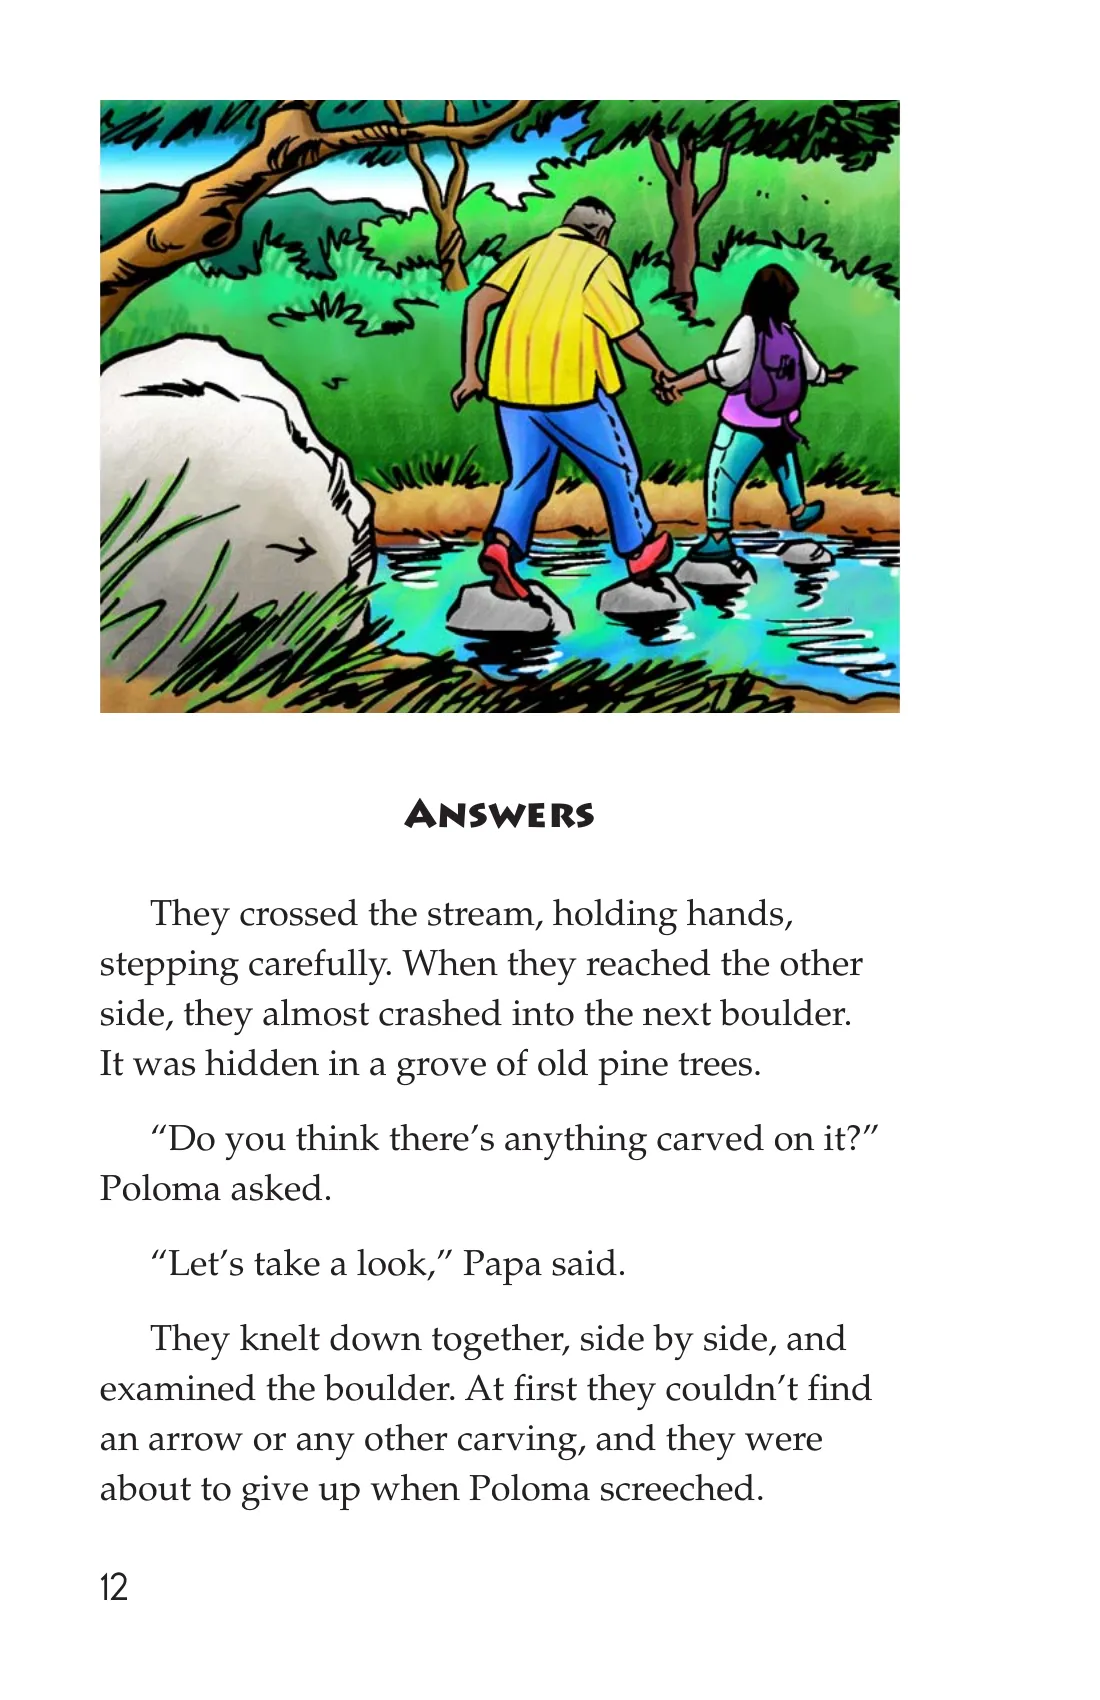 Answers
They crossed the stream, holding hands,
stepping carefully. When they reached the other
side, they almost crashed into the next boulder.
It was hidden in a grove of old pine trees.
“Do you think there’s anything carved on it?”
Poloma asked.
“Let’s take a look,” Papa said.
They knelt down together, side by side, and
examined the boulder. At first they couldn’t find
an arrow or any other carving, and they were
about to give up when Poloma screeched.
12